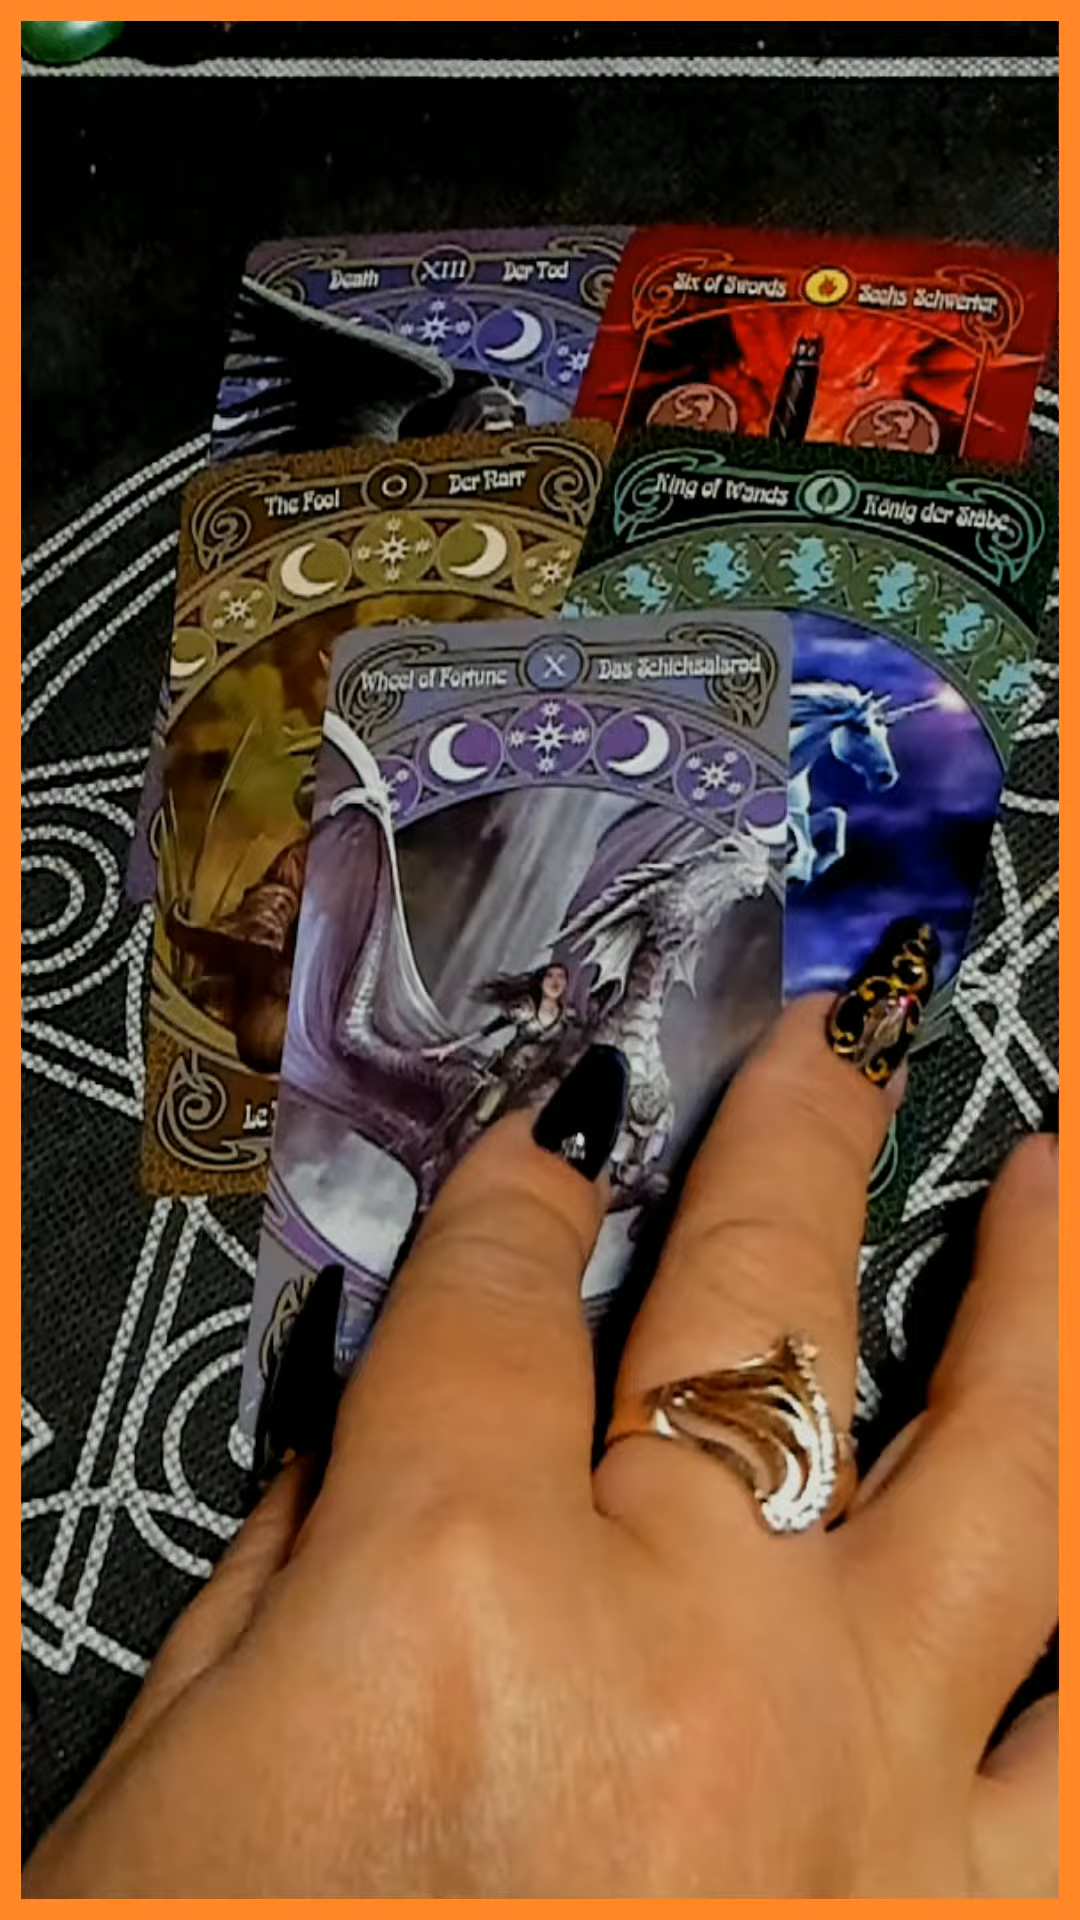 Death XIII Der Tod
Six of Swords Sechs Schwerter
The Fool 0 Der Narr
King of Wands König der Stäbe
Wheel of Fortune X Das Schicksalsrad